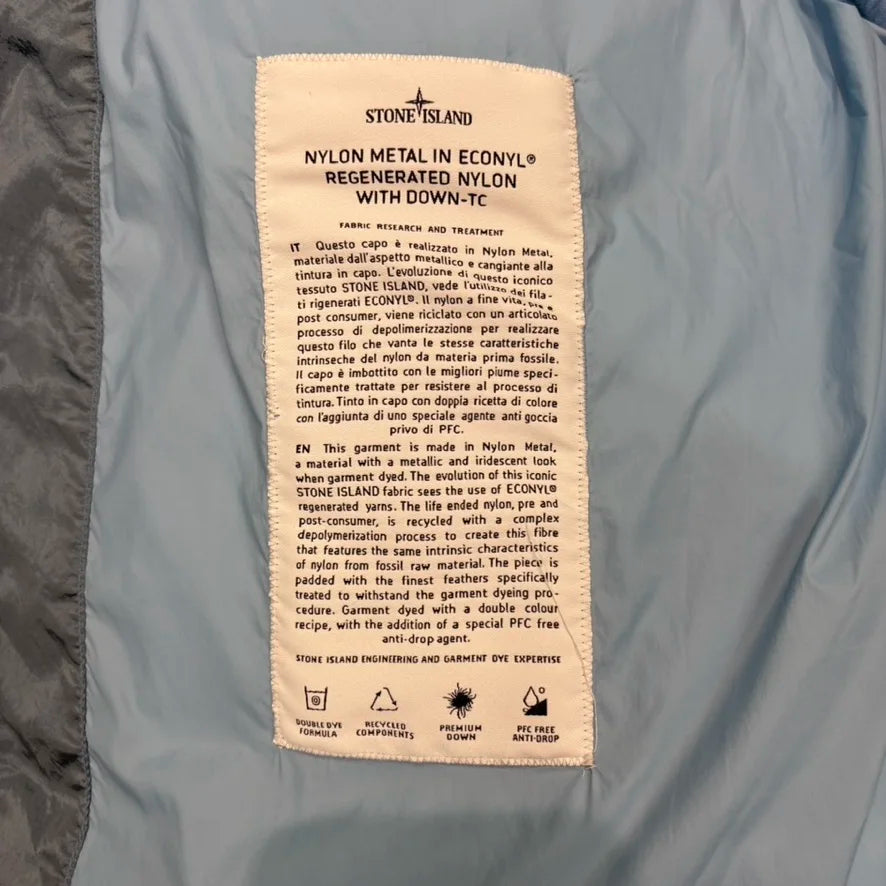 STONE ISLAND
NYLON METAL IN ECONYL®
REGENERATED NYLON
WITH DOWN-TC
FABRIC RESEARCH AND TREATMENT
IT Questo capo è realizzato in Nylon Metal,
materiale dall'aspetto metallico e cangiante alla
tintura in capo. L'evoluzione di questo iconico
tessuto STONE ISLAND, vede l'utilizzo dei fila-
ti rigenerati ECONYL®. Il nylon a fine vita, pre e
post consumer, viene riciclato con un articolato
processo di depolimerizzazione per realizzare
questo filo che vanta le stesse caratteristiche
intrinseche del nylon da materia prima fossile.
Il capo è imbottito con le migliori piume speci-
ficamente trattate per resistere al processo di
tintura. Tinto in capo con doppia ricetta di colore
con l'aggiunta di uno speciale agente anti goccia
privo di PFC.
EN This garment is made in Nylon Metal,
a material with a metallic and iridescent look
when garment dyed. The evolution of this iconic
STONE ISLAND fabric sees the use of ECONYL®
regenerated yarns. The life ended nylon, pre and
post-consumer, is recycled with a complex
depolymerization process to create this fibre
that features the same intrinsic characteristics
of nylon from fossil raw material. The piece is
padded with the finest feathers specifically
treated to withstand the garment dyeing pro-
cedure. Garment dyed with a double colour
recipe, with the addition of a special PFC free
anti-drop agent.
STONE ISLAND ENGINEERING AND GARMENT DYE EXPERTISE
DOUBLE DYE
FORMULA
RECYCLED
COMPONENTS
PREMIUM
DOWN
PFC FREE
ANTI-DROP